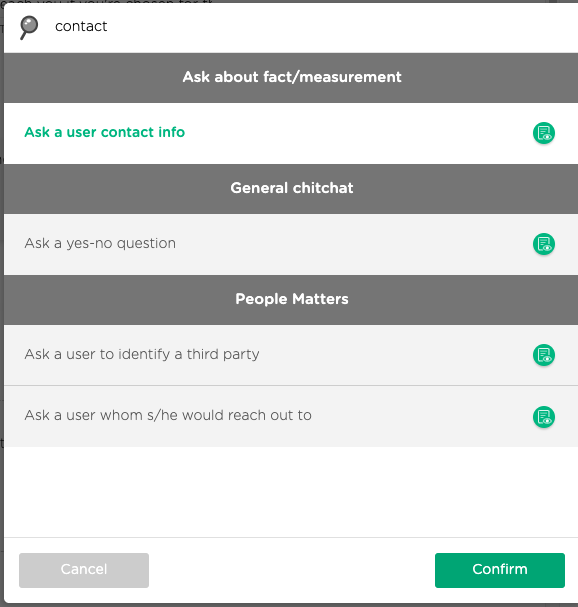 contact
Ask about fact/measurement
Ask a user contact info
General chitchat
Ask a yes-no question
People Matters
Ask a user to identify a third party
Ask a user whom s/he would reach out to
Cancel
Confirm